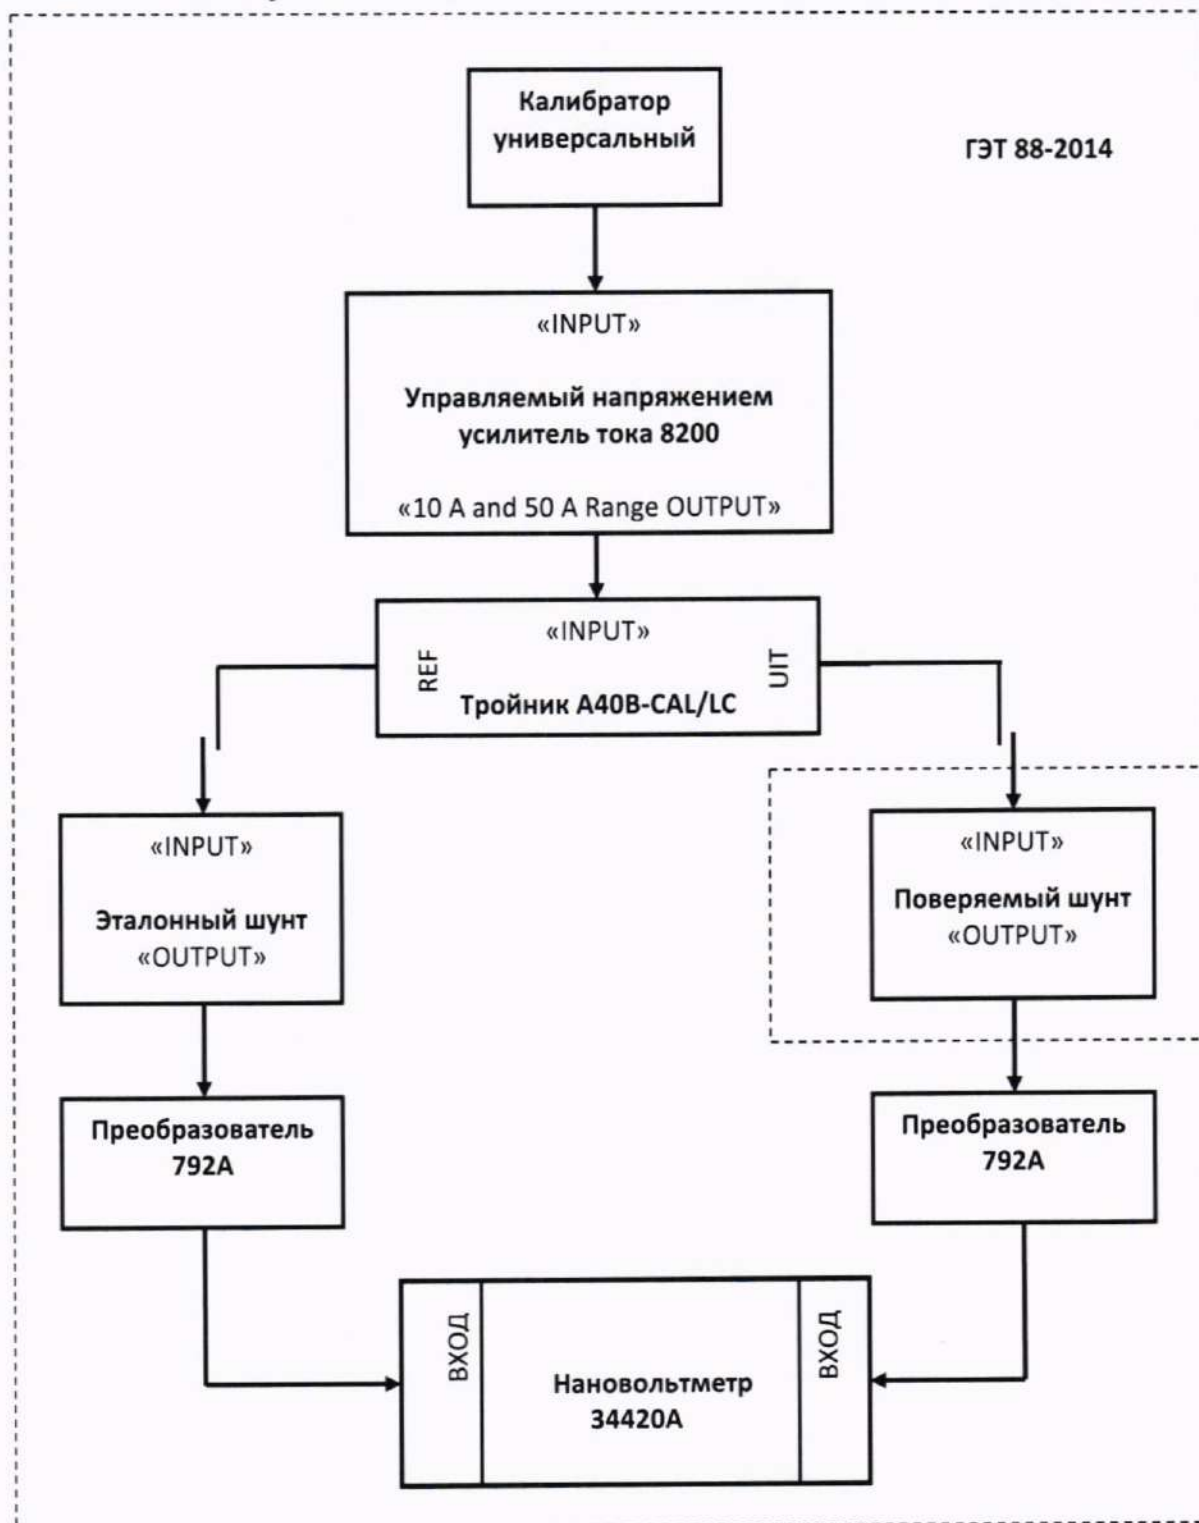 Калибратор
универсальный
ГЭТ 88-2014
«INPUT»
Управляемый напряжением
усилитель тока 8200
«10 A and 50 A Range OUTPUT»
«INPUT»
REF
UIT
Тройник A40B-CAL/LC
«INPUT»
Эталонный шунт
«OUTPUT»
«INPUT»
Поверяемый шунт
«OUTPUT»
Преобразователь
792A
Преобразователь
792A
ВХОД
Нановольтметр
34420A
ВХОД